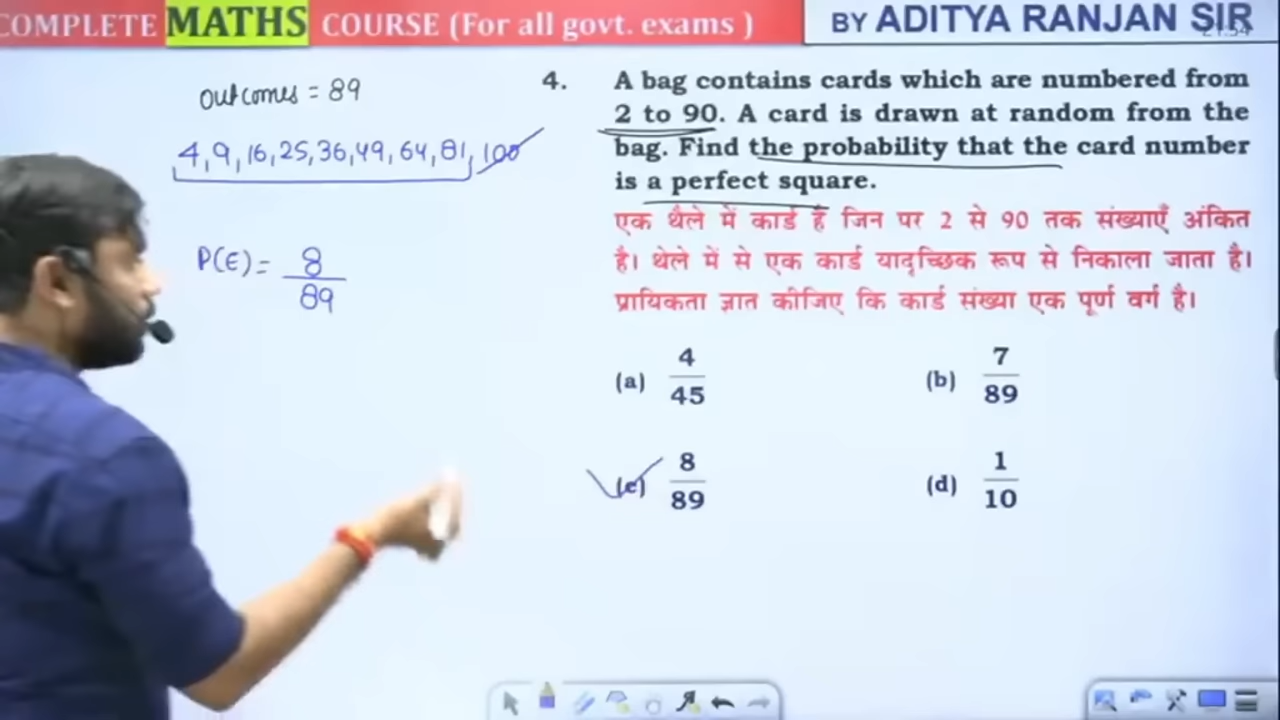 COMPLETE MATHS COURSE (For all govt. exams )
BY ADITYA RANJAN SIR
outcomes = 89
4, 9, 16, 25, 36, 49, 64, 81, 100
P(E) = 8
89
4. A bag contains cards which are numbered from
2 to 90. A card is drawn at random from the
bag. Find the probability that the card number
is a perfect square.
एक थैले में कार्ड हैं जिन पर 2 से 90 तक संख्याएँ अंकित
है। थेले में से एक कार्ड यादृच्छिक रूप से निकाला जाता है।
प्रायिकता ज्ञात कीजिए कि कार्ड संख्या एक पूर्ण वर्ग है।
(a) 4/45 (b) 7/89
(c) 8/89 (d) 1/10